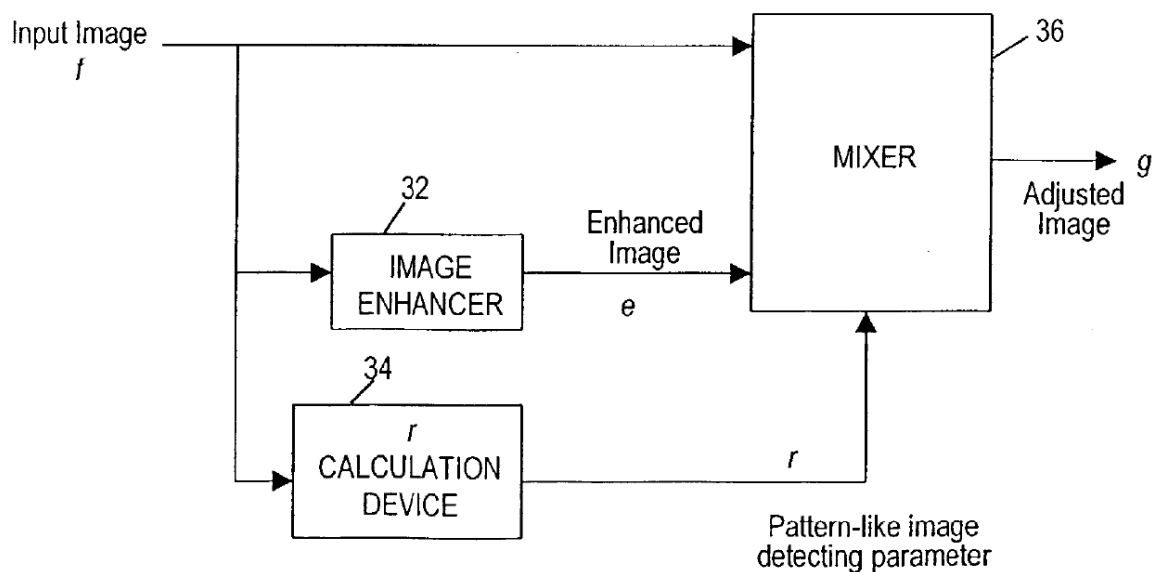 Input Image
f
36
MIXER
g
Adjusted
Image
32
IMAGE
ENHANCER
Enhanced
Image
e
34
r
CALCULATION
DEVICE
r
Pattern-like image
detecting parameter